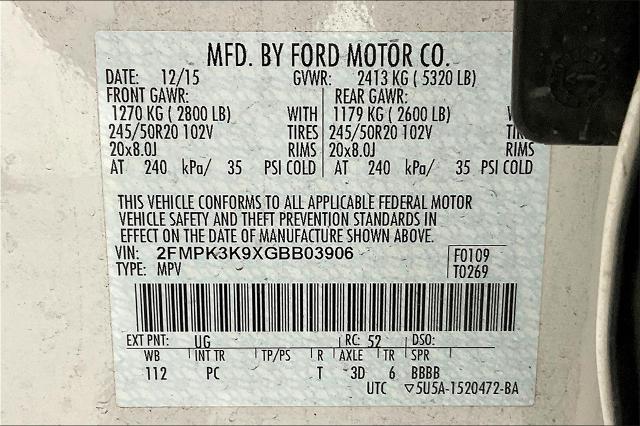 MFD. BY FORD MOTOR CO.
DATE: 12/15 GVWR: 2413 KG ( 5320 LB)
FRONT GAWR: REAR GAWR:
1270 KG ( 2800 LB) WITH 1179 KG ( 2600 LB)
245/50R20 102V TIRES 245/50R20 102V
20x8.0J RIMS 20x8.0J RIMS
AT 240 kPa/ 35 PSI COLD AT 240 kPa/ 35 PSI COLD
THIS VEHICLE CONFORMS TO ALL APPLICABLE FEDERAL MOTOR
VEHICLE SAFETY AND THEFT PREVENTION STANDARDS IN
EFFECT ON THE DATE OF MANUFACTURE SHOWN ABOVE.
VIN: 2FMPK3K9XGBB03906 F0109
TYPE: MPV T0269
EXT PNT: UG RC: 52 DSO:
WB INT TR TP/PS R AXLE TR SPR
112 PC T 3D 6 BBBB
UTC ▽5U5A-1520472-BA